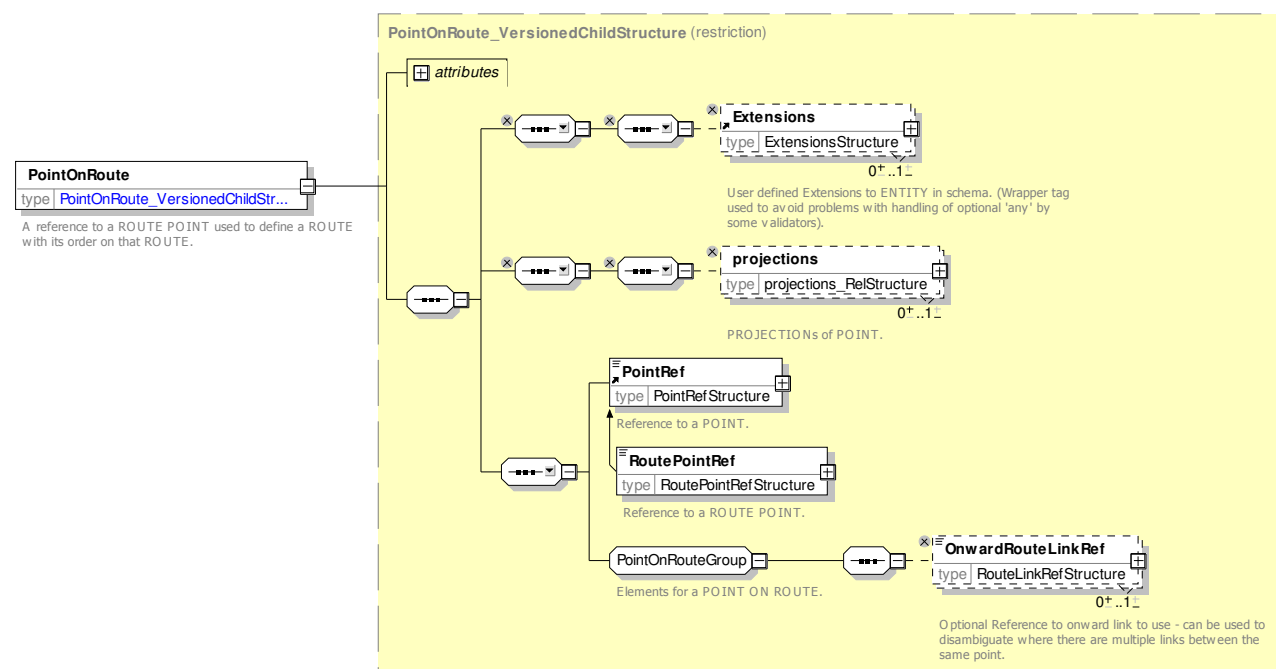 PointOnRoute_VersionedChildStructure (restriction)
attributes
Extensions
type ExtensionsStructure
0+..1+
User defined Extensions to ENTITY in schema. (Wrapper tag
used to avoid problems with handling of optional 'any' by
some validators).
PointOnRoute
type PointOnRoute_VersionedChildStr...
A reference to a ROUTE POINT used to define a ROUTE
with its order on that ROUTE.
projections
type projections_RelStructure
0+..1+
PROJECTIONs of POINT.
PointRef
type PointRefStructure
Reference to a POINT.
RoutePointRef
type RoutePointRefStructure
Reference to a ROUTE POINT.
PointOnRouteGroup
Elements for a POINT ON ROUTE.
OnwardRouteLinkRef
type RouteLinkRefStructure
0+..1+
Optional Reference to onward link to use - can be used to
disambiguate where there are multiple links between the
same point.